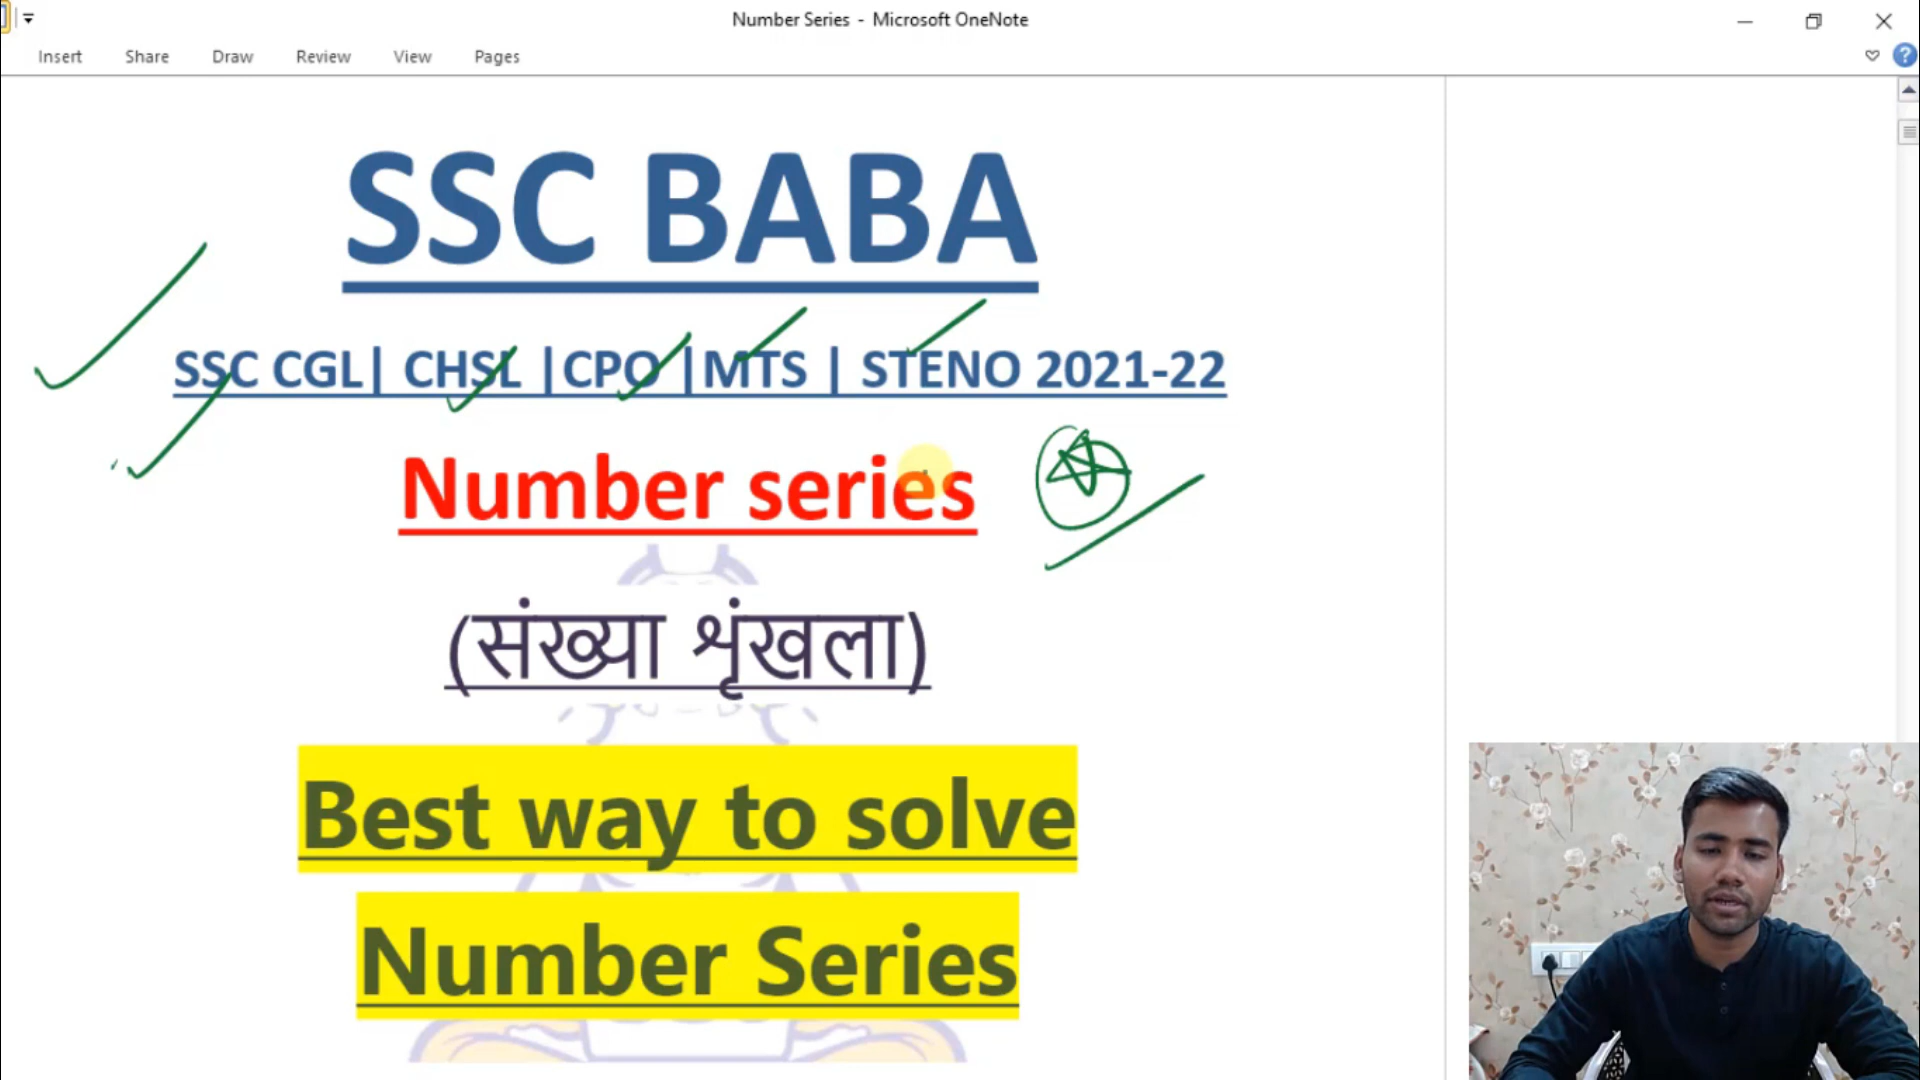 Number Series - Microsoft OneNote
Insert Share Draw Review View Pages
SSC BABA
SSC CGL| CHSL |CPO |MTS | STENO 2021-22
Number series
(संख्या श्रृंखला)
Best way to solve
Number Series